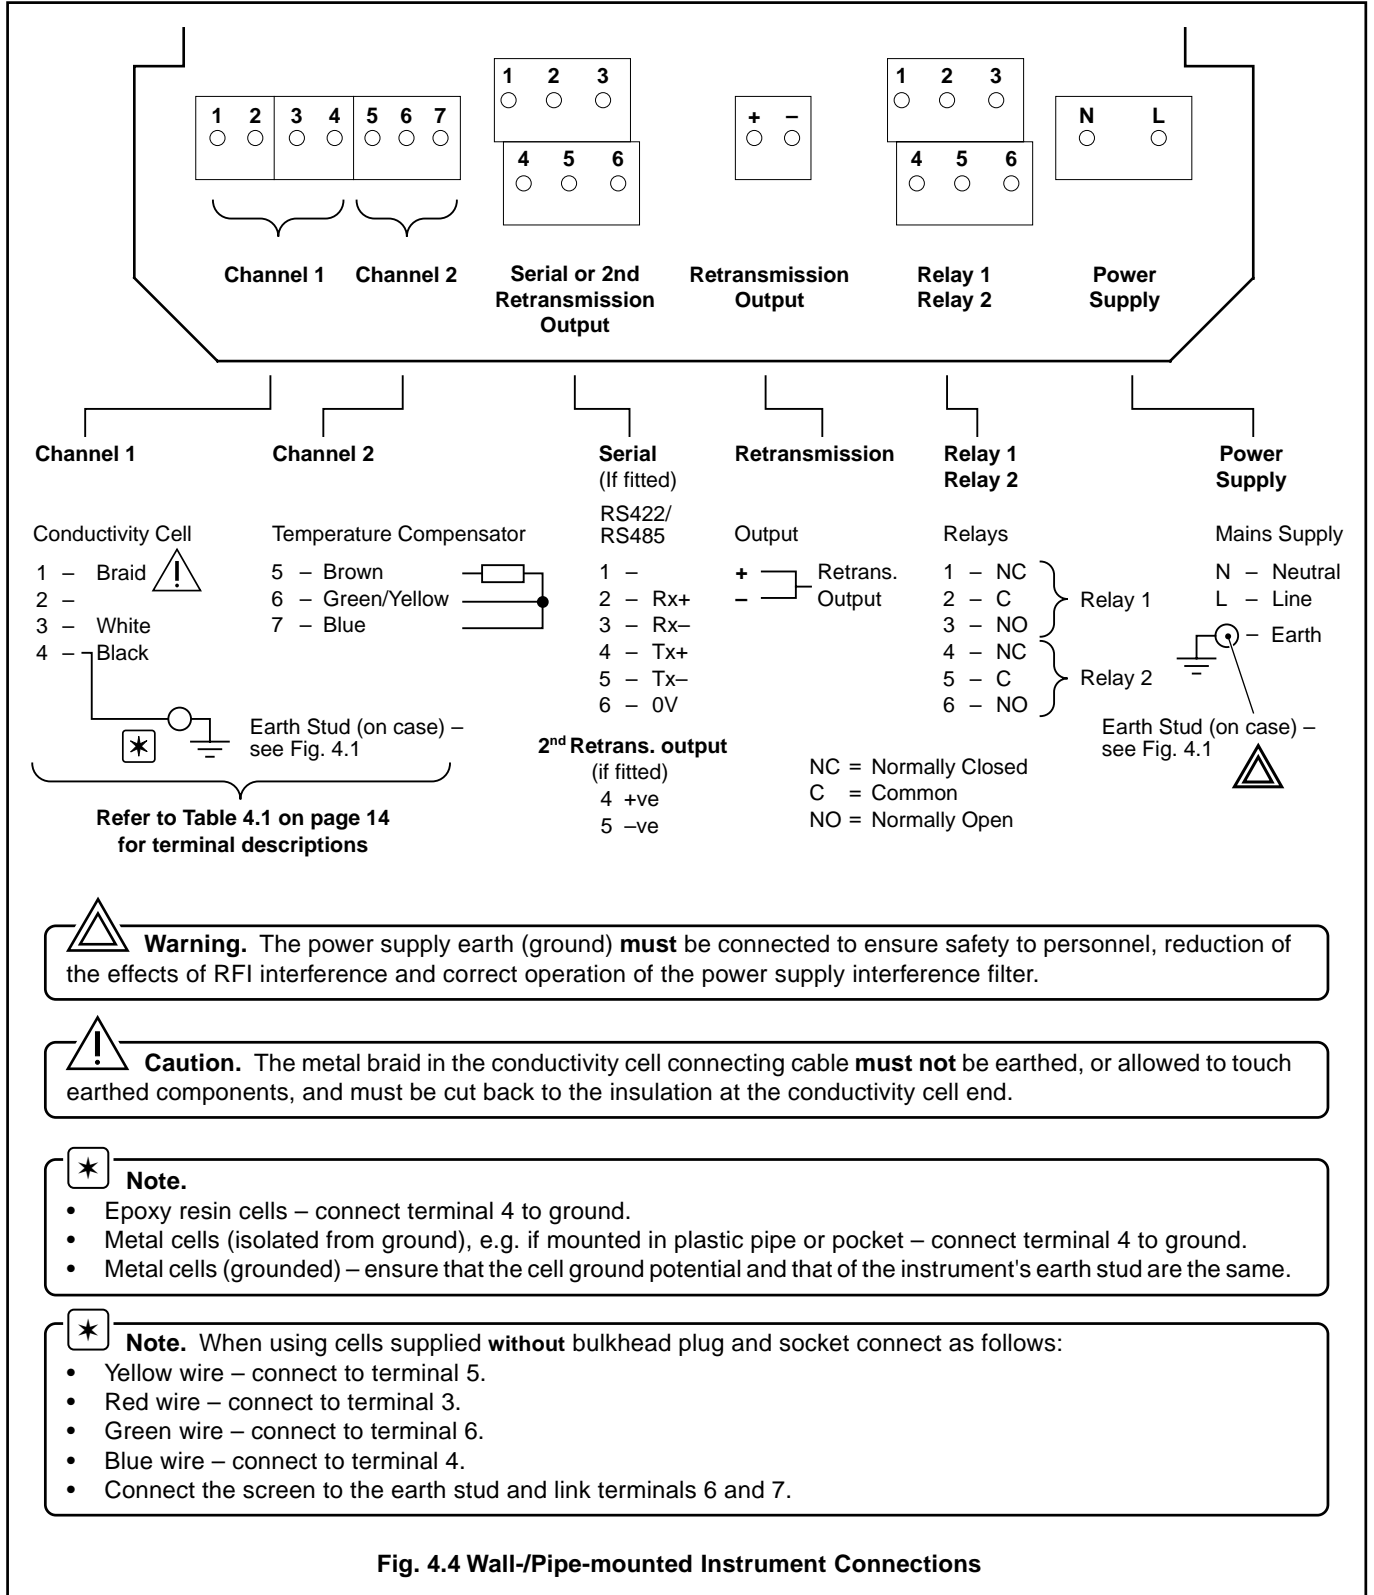 1 2 3 4 5 6 7
1 2 3
4 5 6
+ –
1 2 3
4 5 6
N L
Channel 1
Channel 2
Serial or 2nd
Retransmission
Output
Retransmission
Output
Relay 1
Relay 2
Power
Supply
Channel 1
Conductivity Cell
1 – Braid
2 –
3 – White
4 – Black
Earth Stud (on case) –
see Fig. 4.1
Channel 2
Temperature Compensator
5 – Brown
6 – Green/Yellow
7 – Blue
Refer to Table 4.1 on page 14
for terminal descriptions
Serial
(If fitted)
RS422/
RS485
1 –
2 – Rx+
3 – Rx–
4 – Tx+
5 – Tx–
6 – 0V
2nd Retrans. output
(if fitted)
4 +ve
5 –ve
Retransmission
Output
+ Retrans.
– Output
Relay 1
Relay 2
Relays
1 – NC
2 – C
3 – NO
Relay 1
4 – NC
5 – C
6 – NO
Relay 2
NC = Normally Closed
C = Common
NO = Normally Open
Power
Supply
Mains Supply
N – Neutral
L – Line
– Earth
Earth Stud (on case) –
see Fig. 4.1
Warning. The power supply earth (ground) must be connected to ensure safety to personnel, reduction of
the effects of RFI interference and correct operation of the power supply interference filter.
Caution. The metal braid in the conductivity cell connecting cable must not be earthed, or allowed to touch
earthed components, and must be cut back to the insulation at the conductivity cell end.
Note.
• Epoxy resin cells – connect terminal 4 to ground.
• Metal cells (isolated from ground), e.g. if mounted in plastic pipe or pocket – connect terminal 4 to ground.
• Metal cells (grounded) – ensure that the cell ground potential and that of the instrument's earth stud are the same.
Note. When using cells supplied without bulkhead plug and socket connect as follows:
• Yellow wire – connect to terminal 5.
• Red wire – connect to terminal 3.
• Green wire – connect to terminal 6.
• Blue wire – connect to terminal 4.
• Connect the screen to the earth stud and link terminals 6 and 7.
Fig. 4.4 Wall-/Pipe-mounted Instrument Connections